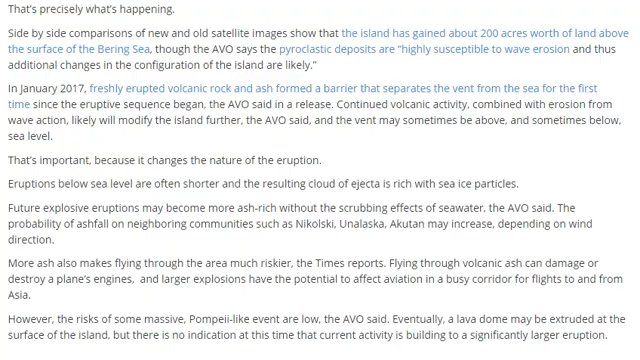 That's precisely what's happening.
Side by side comparisons of new and old satellite images show that the island has gained about 200 acres worth of land above
the surface of the Bering Sea, though the AVO says the pyroclastic deposits are “highly susceptible to wave erosion and thus
additional changes in the configuration of the island are likely.”
In January 2017, freshly erupted volcanic rock and ash formed a barrier that separates the vent from the sea for the first
time since the eruptive sequence began, the AVO said in a release. Continued volcanic activity, combined with erosion from
wave action, likely will modify the island further, the AVO said, and the vent may sometimes be above, and sometimes below,
sea level.
That's important, because it changes the nature of the eruption.
Eruptions below sea level are often shorter and the resulting cloud of ejecta is rich with sea ice particles.
Future explosive eruptions may become more ash-rich without the scrubbing effects of seawater, the AVO said. The
probability of ashfall on neighboring communities such as Nikolski, Unalaska, Akutan may increase, depending on wind
direction.
More ash also makes flying through the area much riskier, the Times reports. Flying through volcanic ash can damage or
destroy a plane's engines,  and larger explosions have the potential to affect aviation in a busy corridor for flights to and from
Asia.
However, the risks of some massive, Pompeii-like event are low, the AVO said. Eventually, a lava dome may be extruded at the
surface of the island, but there is no indication at this time that current activity is building to a significantly larger eruption.